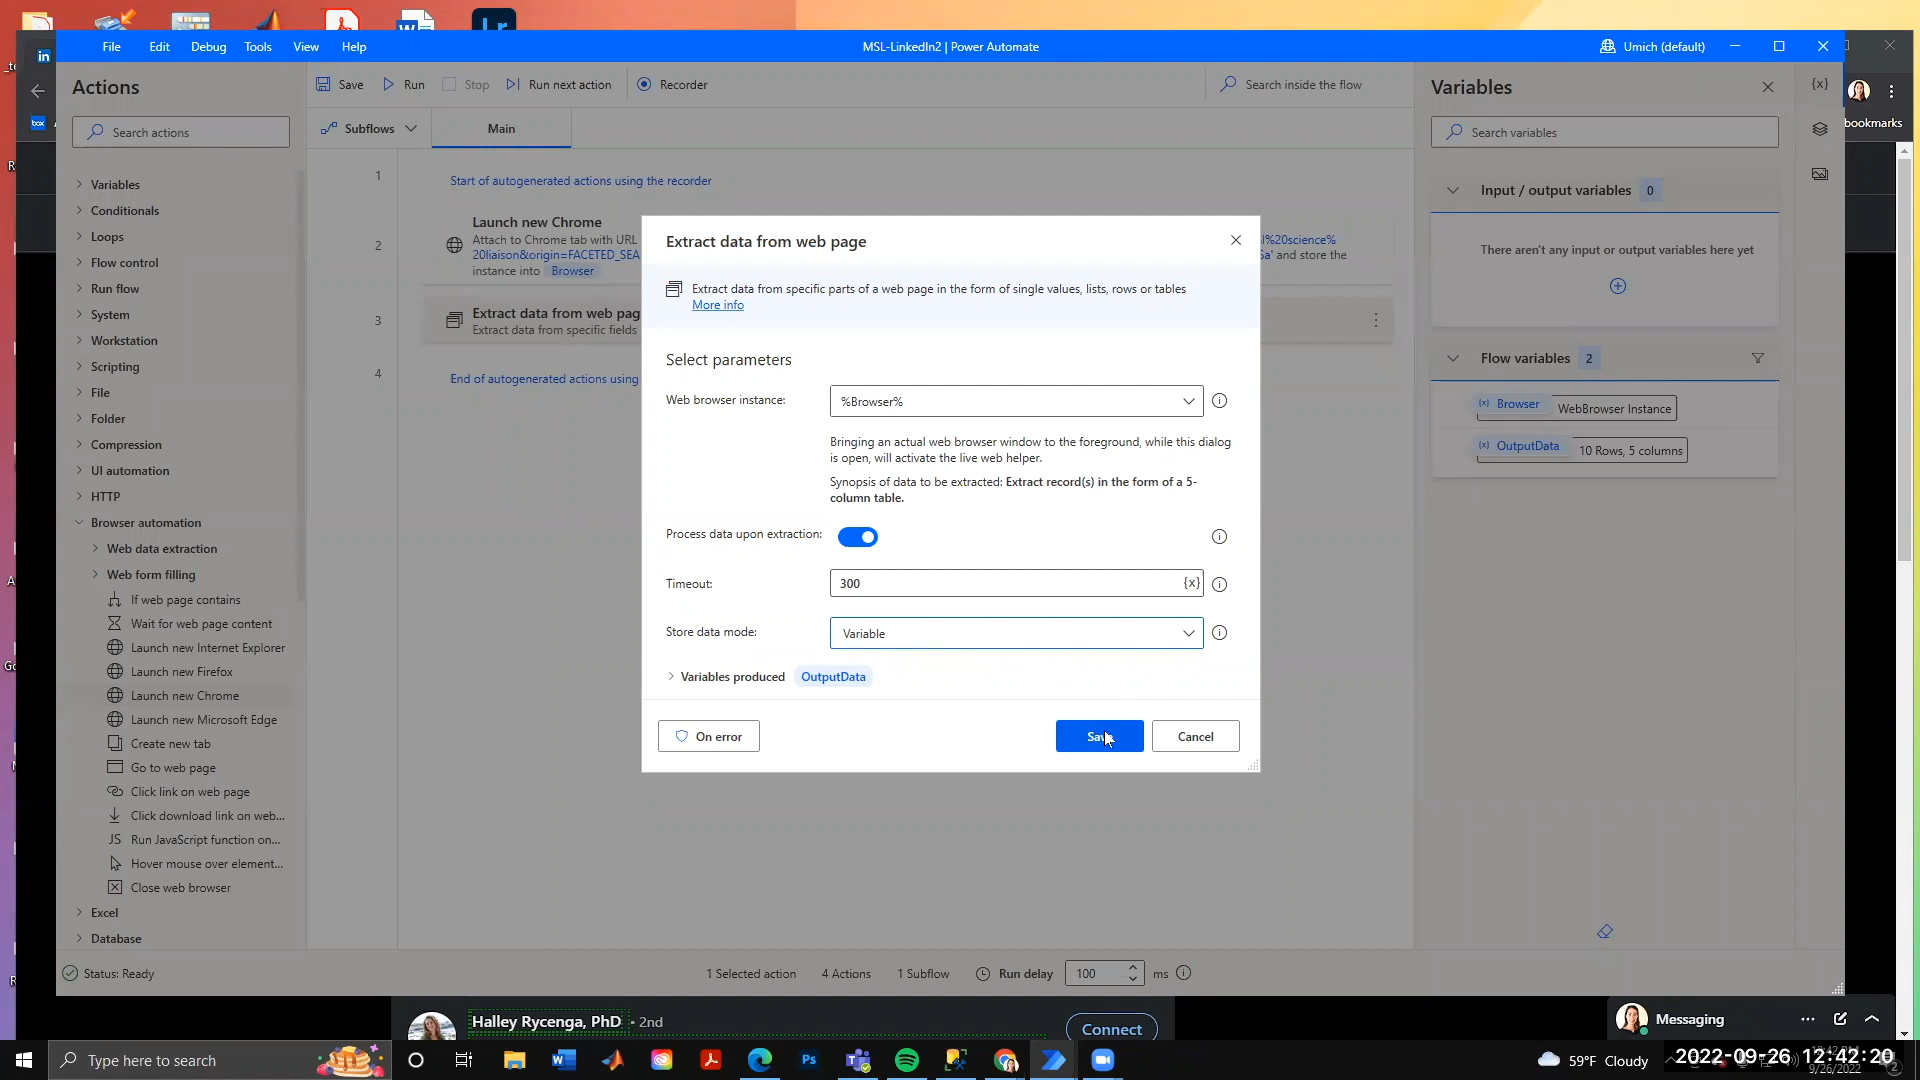 File
Edit
Debug
Tools
View
Help
MSL-LinkedIn2 | Power Automate
Umich (default)
Actions
Save
Run
Stop
Run next action
Recorder
Search inside the flow
Variables
{x}
Search actions
Subflows
Main
Search variables
bookmarks
box
in
Lr
W
Variables
Conditionals
Loops
Flow control
Run flow
System
Workstation
Scripting
File
Folder
Compression
UI automation
HTTP
Browser automation
Web data extraction
Web form filling
If web page contains
Wait for web page content
Launch new Internet Explorer
Launch new Firefox
Launch new Chrome
Launch new Microsoft Edge
Create new tab
Go to web page
Click link on web page
Click download link on web...
JS Run JavaScript function on...
Hover mouse over element...
Close web browser
Excel
Database
1
Start of autogenerated actions using the recorder
2
Launch new Chrome
Attach to Chrome tab with URL
20liaison&origin=FACETED_SEA
instance into Browser
l%20science%
Sa' and store the
3
Extract data from web pag
Extract data from specific fields
4
End of autogenerated actions using
Extract data from web page
Extract data from specific parts of a web page in the form of single values, lists, rows or tables
More info
Select parameters
Web browser instance:
%Browser%
Bringing an actual web browser window to the foreground, while this dialog
is open, will activate the live web helper.
Synopsis of data to be extracted: Extract record(s) in the form of a 5-
column table.
Process data upon extraction:
Timeout:
300
{x}
Store data mode:
Variable
Variables produced
OutputData
On error
Save
Cancel
Input / output variables 0
There aren't any input or output variables here yet
Flow variables 2
(x) Browser
WebBrowser Instance
(x) OutputData
10 Rows, 5 columns
Status: Ready
1 Selected action
4 Actions
1 Subflow
Run delay
100
ms
Halley Rycenga, PhD • 2nd
Connect
Messaging
Type here to search
Ps
59°F Cloudy
2022-09-26 12:42:20
9/26/2022